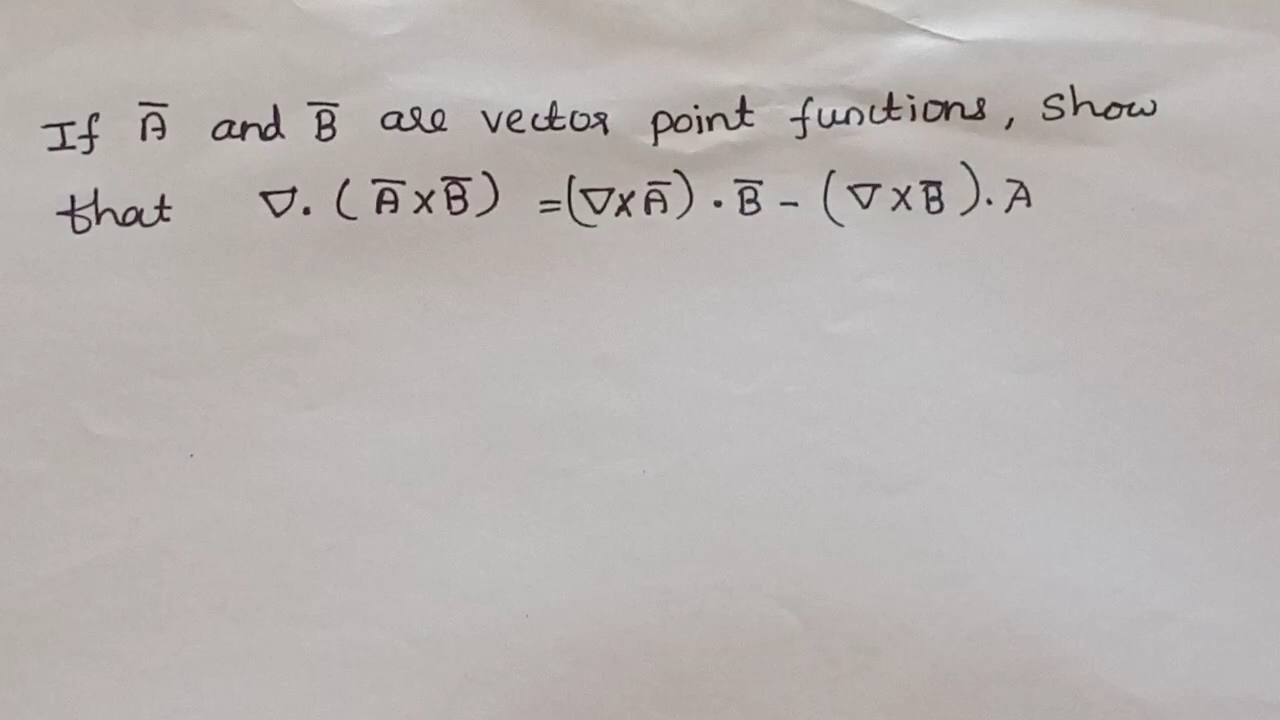 If A̅ and B̅ are vector point functions, show
that ∇. ( A̅ × B̅ ) = (∇×A̅) . B̅ - ( ∇ × B̅ ). A